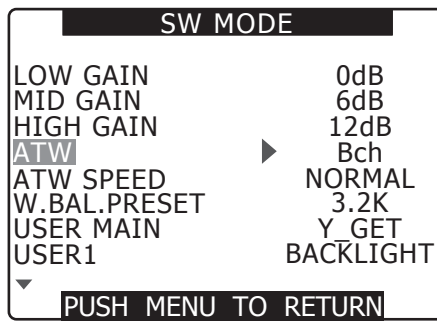 SW MODE
LOW GAIN 0dB
MID GAIN 6dB
HIGH GAIN 12dB
ATW Bch
ATW SPEED NORMAL
W.BAL.PRESET 3.2K
USER MAIN Y_GET
USER1 BACKLIGHT
PUSH MENU TO RETURN